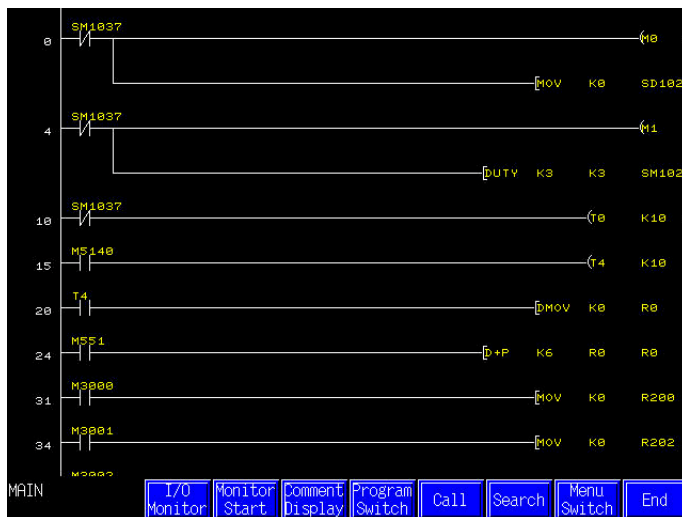 SM1037
0 (M0
[MOV K0 SD102
SM1037
4 (M1
[DUTY K3 K3 SM102
SM1037
10 (T0 K10
M5140
15 (T4 K10
T4
20 [DMOV K0 R0
M551
24 [D+P K6 R0 R0
M3000
31 [MOV K0 R200
M3001
34 [MOV K0 R202
MAIN
I/O Monitor
Monitor Start
Comment Display
Program Switch
Call
Search
Menu Switch
End